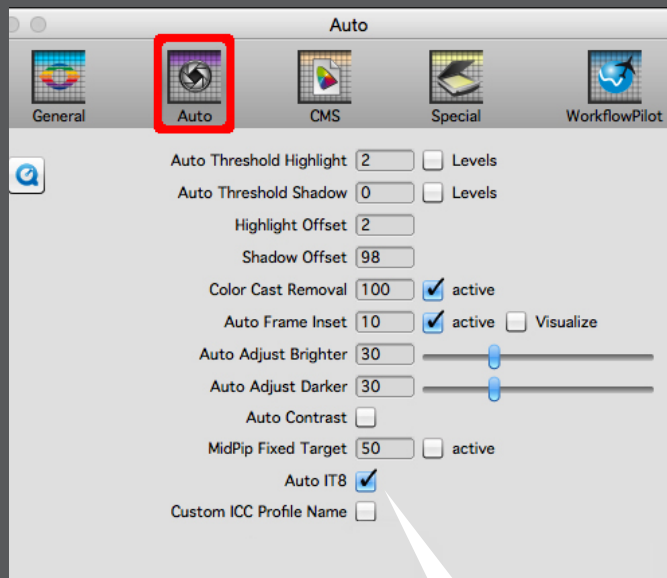 Auto
General Auto CMS Special WorkflowPilot
Auto Threshold Highlight 2 Levels
Auto Threshold Shadow 0 Levels
Highlight Offset 2
Shadow Offset 98
Color Cast Removal 100 active
Auto Frame Inset 10 active Visualize
Auto Adjust Brighter 30
Auto Adjust Darker 30
Auto Contrast
MidPip Fixed Target 50 active
Auto IT8
Custom ICC Profile Name